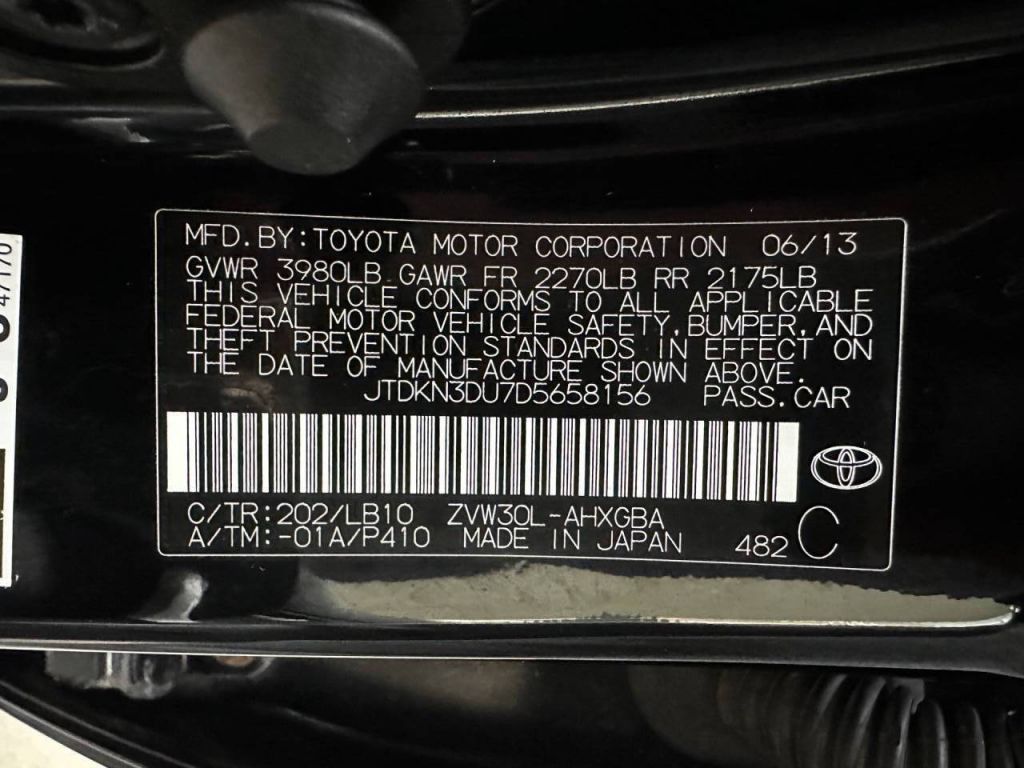 MFD.BY:TOYOTA MOTOR CORPORATION 06/13
GVWR 3980LB GAWR FR 2270LB RR 2175LB
THIS VEHICLE CONFORMS TO ALL APPLICABLE
FEDERAL MOTOR VEHICLE SAFETY,BUMPER,AND
THEFT PREVENTION STANDARDS IN EFFECT ON
THE DATE OF MANUFACTURE SHOWN ABOVE.
JTDKN3DU7D5658156 PASS.CAR
C/TR:202/LB10 ZVW30L-AHXGBA
A/TM:-01A/P410 MADE IN JAPAN 482 C
47170